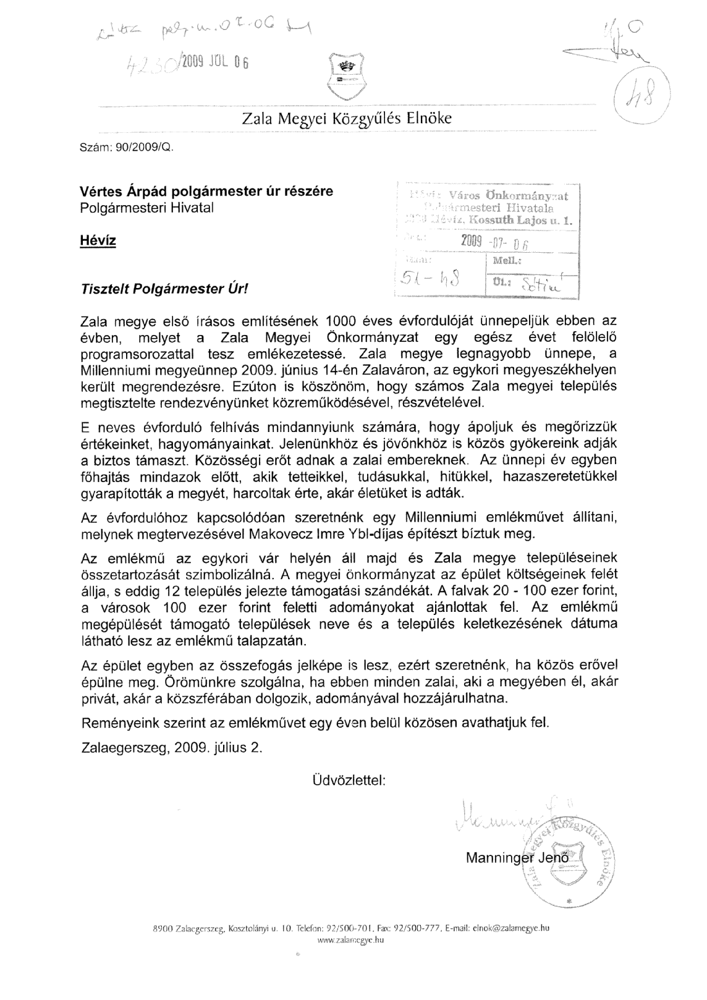 4230/2009 JÚL 06
48
Zala Megyei Közgyűlés Elnöke
Szám: 90/2009/Q.
Vértes Árpád polgármester úr részére
Polgármesteri Hivatal
Hévíz
Város Önkormányzat
Polgármesteri Hivatala
Hévíz, Kossuth Lajos u. 1.
2009 -07- 06
Mell.:
51-48
Üi.:
Tisztelt Polgármester Úr!
Zala megye első írásos említésének 1000 éves évfordulóját ünnepeljük ebben az
évben, melyet a Zala Megyei Önkormányzat egy egész évet felölelő
programsorozattal tesz emlékezetessé. Zala megye legnagyobb ünnepe, a
Millenniumi megyeünnep 2009. június 14-én Zalaváron, az egykori megyeszékhelyen
került megrendezésre. Ezúton is köszönöm, hogy számos Zala megyei település
megtisztelte rendezvényünket közreműködésével, részvételével.
E neves évforduló felhívás mindannyiunk számára, hogy ápoljuk és megőrizzük
értékeinket, hagyományainkat. Jelenünkhöz és jövőnkhöz is közös gyökereink adják
a biztos támaszt. Közösségi erőt adnak a zalai embereknek. Az ünnepi év egyben
főhajtás mindazok előtt, akik tetteikkel, tudásukkal, hitükkel, hazaszeretetükkel
gyarapították a megyét, harcoltak érte, akár életüket is adták.
Az évfordulóhoz kapcsolódóan szeretnénk egy Millenniumi emlékművet állítani,
melynek megtervezésével Makovecz Imre Ybl-díjas építészt bíztuk meg.
Az emlékmű az egykori vár helyén áll majd és Zala megye településeinek
összetartozását szimbolizálná. A megyei önkormányzat az épület költségeinek felét
állja, s eddig 12 település jelezte támogatási szándékát. A falvak 20 - 100 ezer forint,
a városok 100 ezer forint feletti adományokat ajánlottak fel. Az emlékmű
megépülését támogató települések neve és a település keletkezésének dátuma
látható lesz az emlékmű talapzatán.
Az épület egyben az összefogás jelképe is lesz, ezért szeretnénk, ha közös erővel
épülne meg. Örömünkre szolgálna, ha ebben minden zalai, aki a megyében él, akár
privát, akár a közszférában dolgozik, adományával hozzájárulhatna.
Reményeink szerint az emlékművet egy éven belül közösen avathatjuk fel.
Zalaegerszeg, 2009. július 2.
Üdvözlettel:
Manninger Jenő
Zala Megyei Közgyűlés Elnöke
8900 Zalaegerszeg, Kosztolányi u. 10. Telefon: 92/500-701, Fax: 92/500-777, E-mail: elnok@zalamegye.hu
www.zalamegye.hu